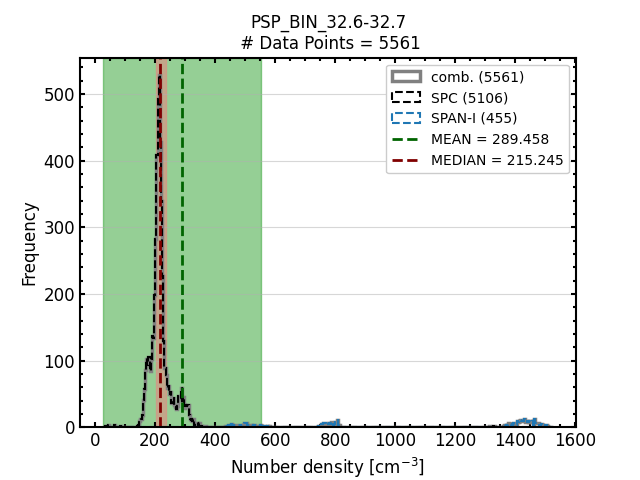 PSP_BIN_32.6-32.7
# Data Points = 5561
comb. (5561)
SPC (5106)
SPAN-I (455)
MEAN = 289.458
MEDIAN = 215.245
Frequency
500
400
300
200
100
0
0 200 400 600 800 1000 1200 1400 1600
Number density [cm⁻³]